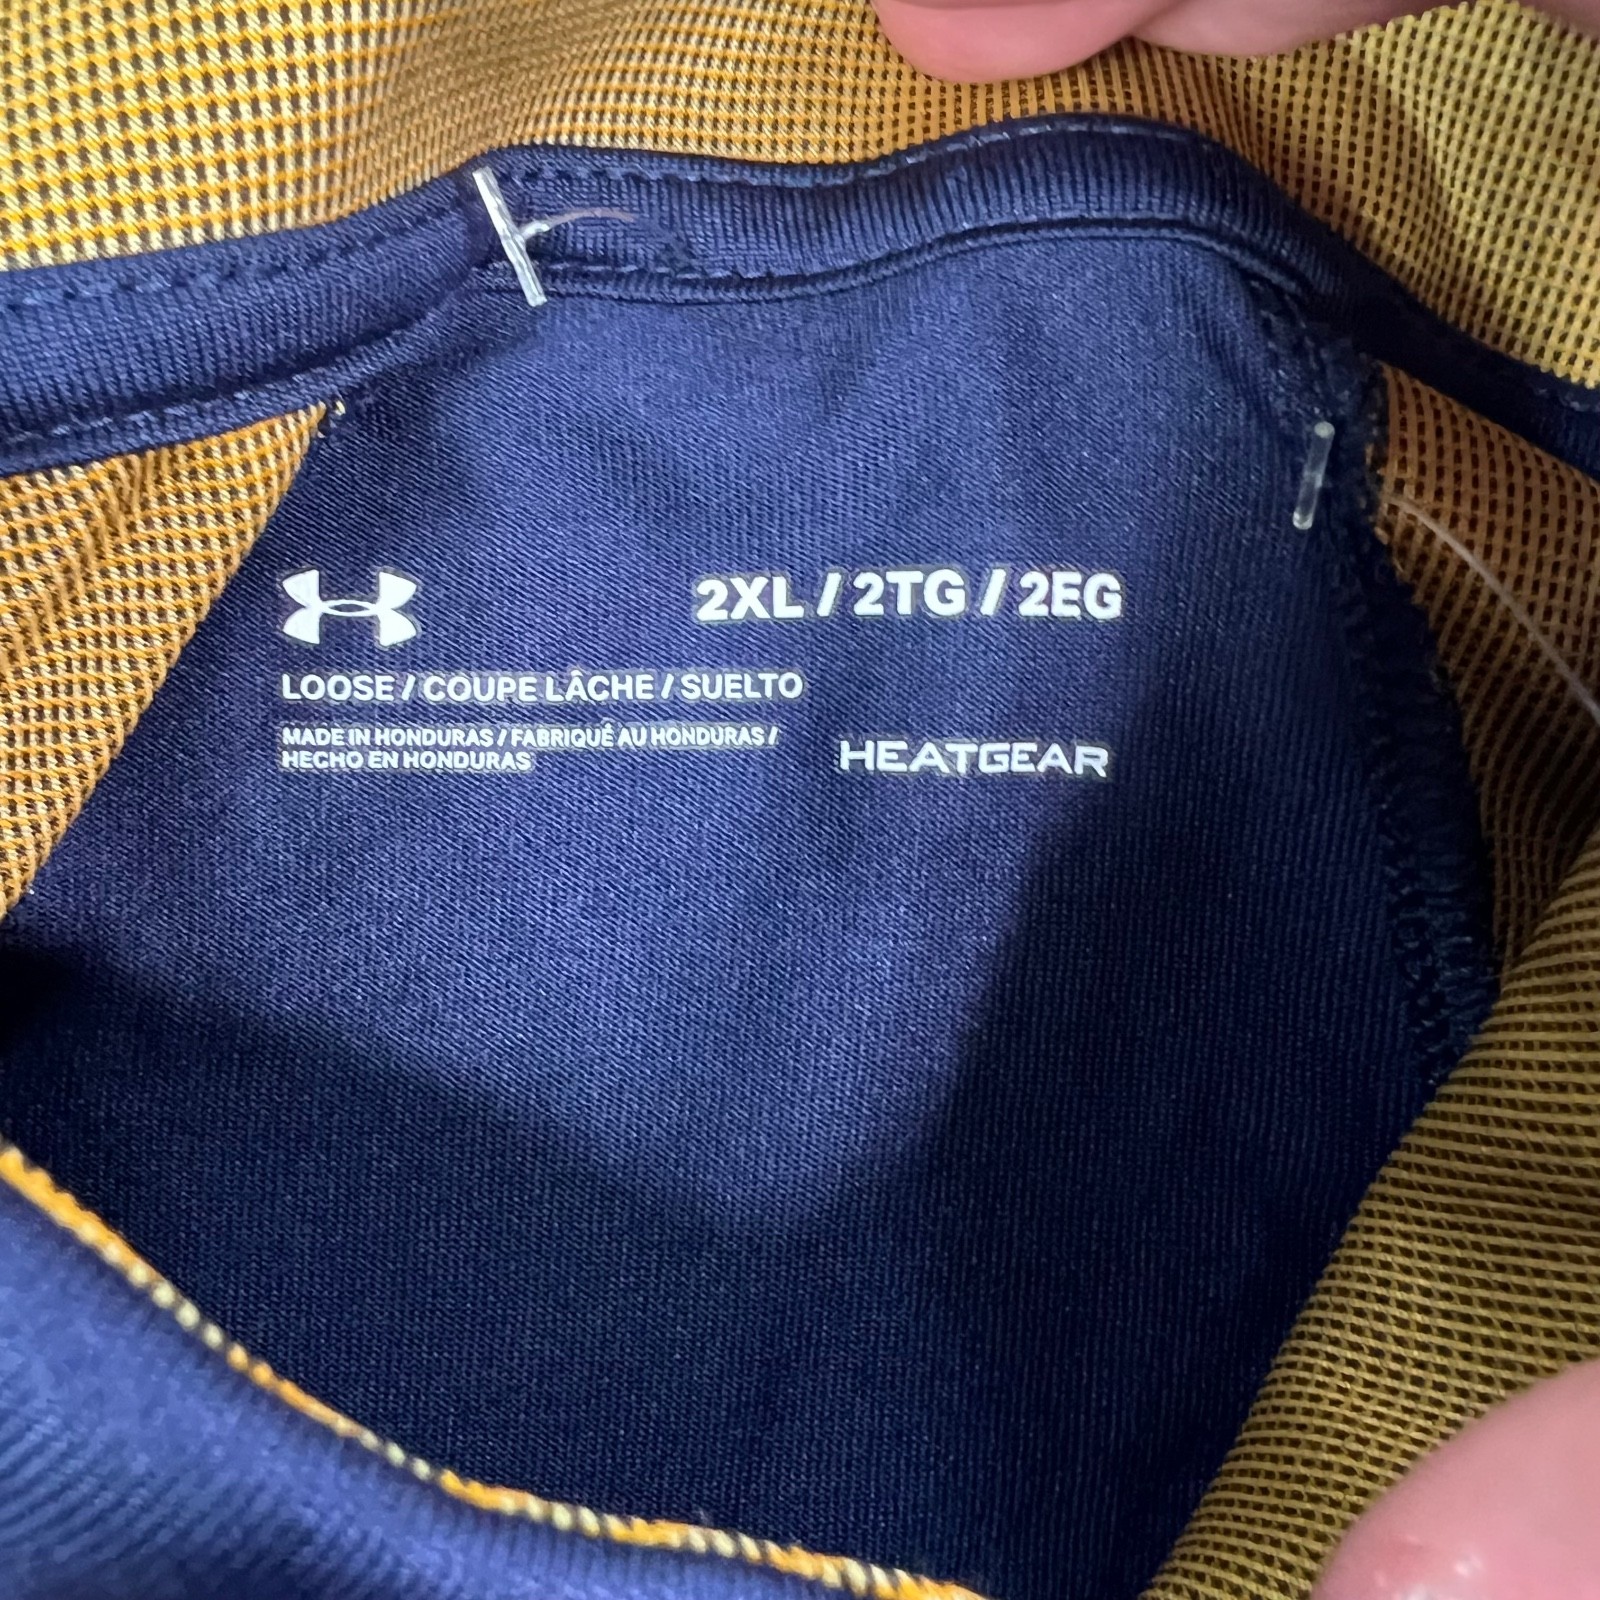 2XL / 2TG / 2EG
LOOSE / COUPE LÂCHE / SUELTO
MADE IN HONDURAS / FABRIQUÉ AU HONDURAS /
HECHO EN HONDURAS
HEATGEAR